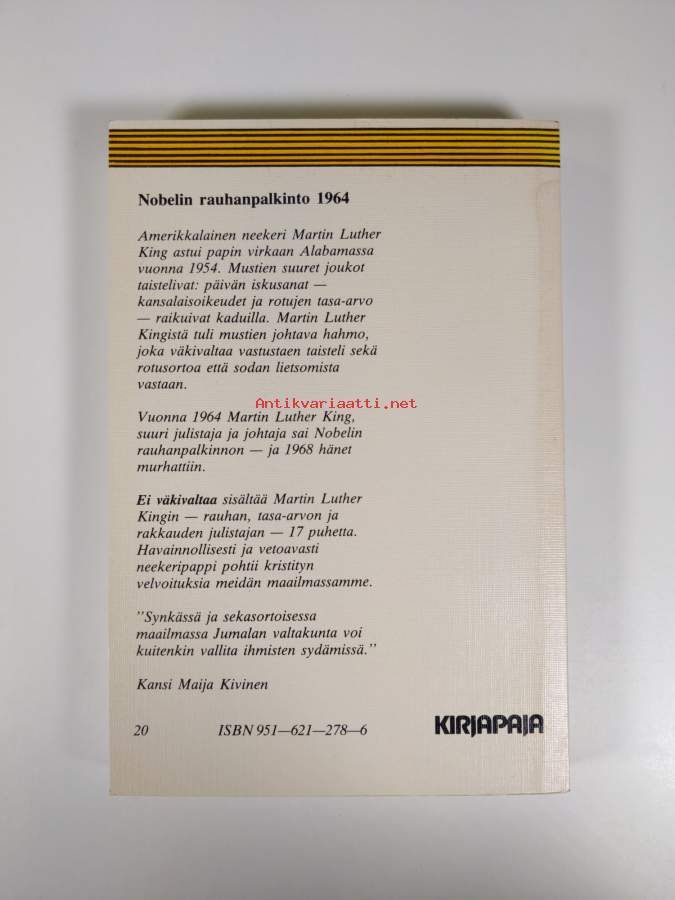 Nobelin rauhanpalkinto 1964
Amerikkalainen neekeri Martin Luther
King astui papin virkaan Alabamassa
vuonna 1954. Mustien suuret joukot
taistelivat: päivän iskusanat —
kansalaisoikeudet ja rotujen tasa-arvo
— raikuivat kaduilla. Martin Luther
Kingistä tuli mustien johtava hahmo,
joka väkivaltaa vastustaen taisteli sekä
rotusortoa että sodan lietsomista
vastaan.
Antikvariaatti.net
Vuonna 1964 Martin Luther King,
suuri julistaja ja johtaja sai Nobelin
rauhanpalkinnon — ja 1968 hänet
murhattiin.
Ei väkivaltaa sisältää Martin Luther
Kingin — rauhan, tasa-arvon ja
rakkauden julistajan — 17 puhetta.
Havainnollisesti ja vetoavasti
neekeripappi pohtii kristityn
velvoituksia meidän maailmassamme.
"Synkässä ja sekasortoisessa
maailmassa Jumalan valtakunta voi
kuitenkin vallita ihmisten sydämissä."
Kansi Maija Kivinen
20 ISBN 951—621—278—6 KIRJAPAJA